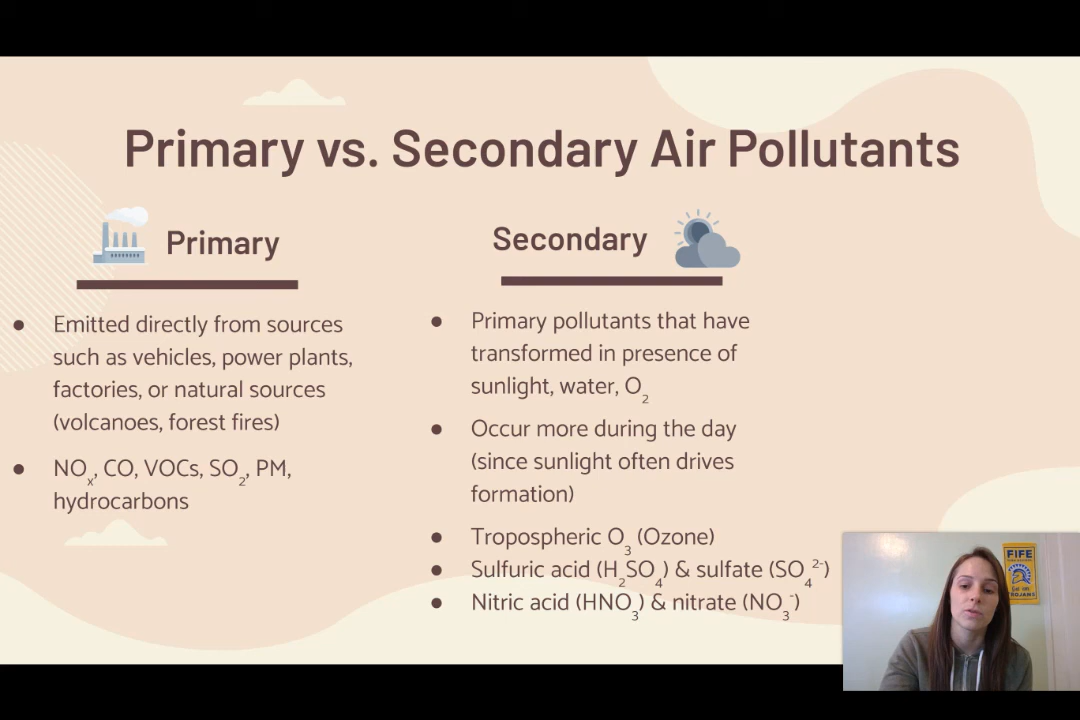 Primary vs. Secondary Air Pollutants
Primary
Emitted directly from sources
such as vehicles, power plants,
factories, or natural sources
(volcanoes, forest fires)
NOₓ, CO, VOCs, SO₂, PM,
hydrocarbons
Secondary
Primary pollutants that have
transformed in presence of
sunlight, water, O₂
Occur more during the day
(since sunlight often drives
formation)
Tropospheric O₃ (Ozone)
Sulfuric acid (H₂SO₄) & sulfate (SO₄²⁻)
Nitric acid (HNO₃) & nitrate (NO₃⁻)
FIFE
TROJANS